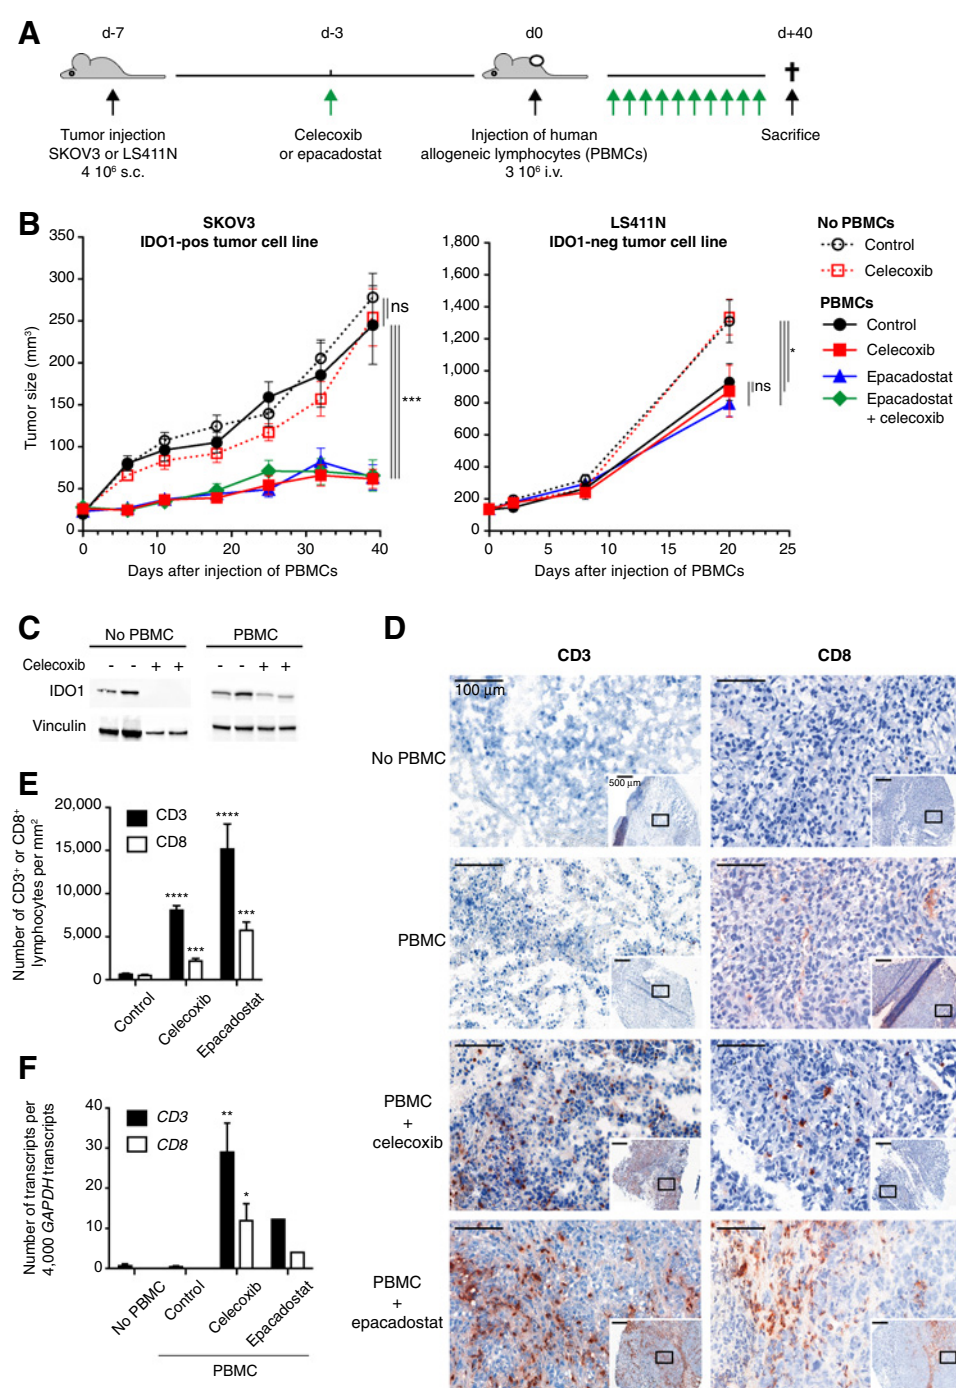 A
d-7
d-3
d0
d+40
Tumor injection
SKOV3 or LS411N
4 10⁶ s.c.
Celecoxib
or epacadostat
Injection of human
allogeneic lymphocytes (PBMCs)
3 10⁶ i.v.
Sacrifice
B
SKOV3
IDO1-pos tumor cell line
Tumor size (mm³)
350
300
250
200
150
100
50
0
0
10
20
30
40
Days after injection of PBMCs
ns
***
LS411N
IDO1-neg tumor cell line
1,800
1,600
1,400
1,200
1,000
800
600
400
200
0
0
5
10
15
20
25
Days after injection of PBMCs
ns
*
No PBMCs
Control
Celecoxib
PBMCs
Control
Celecoxib
Epacadostat
Epacadostat
+ celecoxib
C
No PBMC
PBMC
Celecoxib - - + + - - + +
IDO1
Vinculin
D
CD3
CD8
100 µm
500 µm
No PBMC
PBMC
PBMC
+
celecoxib
PBMC
+
epacadostat
E
Number of CD3⁺ or CD8⁺
lymphocytes per mm²
20,000
15,000
10,000
5,000
0
CD3
CD8
****
***
****
***
Control
Celecoxib
Epacadostat
F
Number of transcripts per
4,000 GAPDH transcripts
40
30
20
10
0
CD3
CD8
**
*
No PBMC
Control
Celecoxib
Epacadostat
PBMC